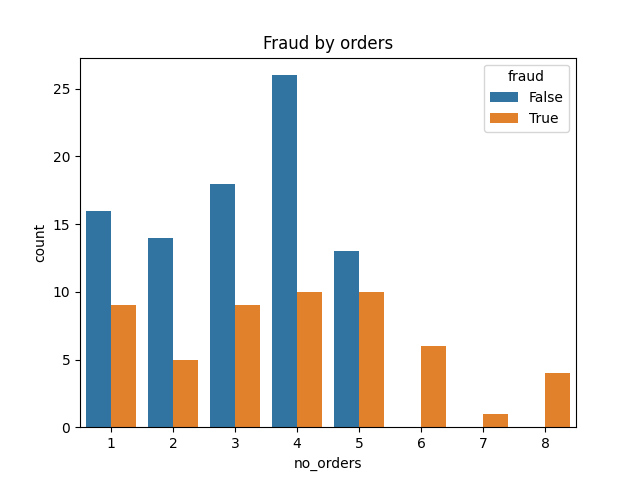 Fraud by orders
fraud
False
True
25
20
15
10
5
0
count
1 2 3 4 5 6 7 8
no_orders